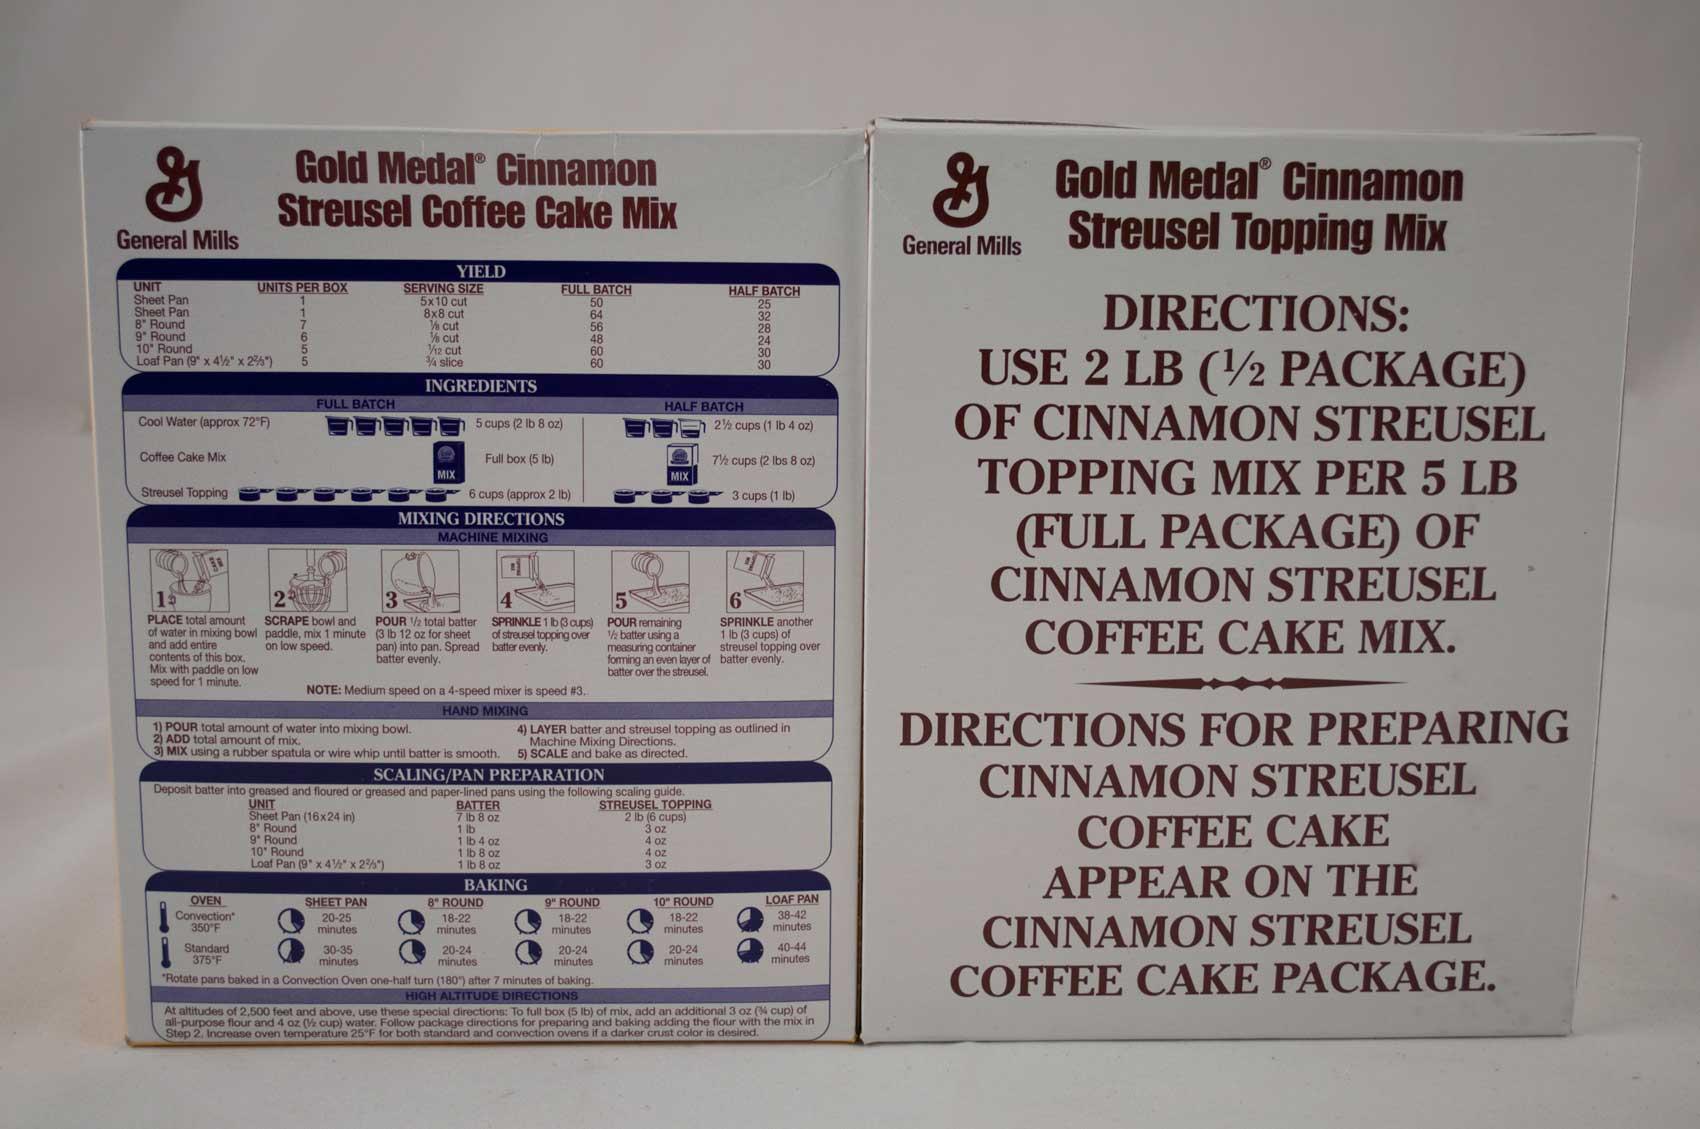 General Mills
Gold Medal® Cinnamon
Streusel Coffee Cake Mix
YIELD
UNIT UNITS PER BOX SERVING SIZE FULL BATCH HALF BATCH
Sheet Pan 1 5x10 cut 50 25
Sheet Pan 1 8x8 cut 64 32
8" Round 7 ⅛ cut 56 28
9" Round 6 ⅛ cut 48 24
10" Round 5 1/12 cut 60 30
Loaf Pan (9" x 4½" x 2⅔") 5 ¾ slice 60 30
INGREDIENTS
FULL BATCH HALF BATCH
Cool Water (approx 72°F) 5 cups (2 lb 8 oz) 2½ cups (1 lb 4 oz)
Coffee Cake Mix MIX Full box (5 lb) MIX 7½ cups (2 lbs 8 oz)
Streusel Topping 6 cups (approx 2 lb) 3 cups (1 lb)
MIXING DIRECTIONS
MACHINE MIXING
1 2 3 4 5 6
PLACE total amount
of water in mixing bowl
and add entire
contents of this box.
Mix with paddle on low
speed for 1 minute.
SCRAPE bowl and
paddle, mix 1 minute
on low speed.
POUR ½ total batter
(3 lb 12 oz for sheet
pan) into pan. Spread
batter evenly.
SPRINKLE 1 lb (3 cups)
of streusel topping over
batter evenly.
POUR remaining
½ batter using a
measuring container
forming an even layer of
batter over the streusel.
SPRINKLE another
1 lb (3 cups) of
streusel topping over
batter evenly.
NOTE: Medium speed on a 4-speed mixer is speed #3.
HAND MIXING
1) POUR total amount of water into mixing bowl.
2) ADD total amount of mix.
3) MIX using a rubber spatula or wire whip until batter is smooth.
4) LAYER batter and streusel topping as outlined in
Machine Mixing Directions.
5) SCALE and bake as directed.
SCALING/PAN PREPARATION
Deposit batter into greased and floured or greased and paper-lined pans using the following scaling guide.
UNIT BATTER STREUSEL TOPPING
Sheet Pan (16x24 in) 7 lb 8 oz 2 lb (6 cups)
8" Round 1 lb 3 oz
9" Round 1 lb 4 oz 4 oz
10" Round 1 lb 8 oz 4 oz
Loaf Pan (9" x 4½" x 2⅔") 1 lb 8 oz 3 oz
BAKING
OVEN SHEET PAN 8" ROUND 9" ROUND 10" ROUND LOAF PAN
Convection* 20-25 18-22 18-22 18-22 38-42
350°F minutes minutes minutes minutes minutes
Standard 30-35 20-24 20-24 20-24 40-44
375°F minutes minutes minutes minutes minutes
*Rotate pans baked in a Convection Oven one-half turn (180°) after 7 minutes of baking.
HIGH ALTITUDE DIRECTIONS
At altitudes of 2,500 feet and above, use these special directions: To full box (5 lb) of mix, add an additional 3 oz (¾ cup) of
all-purpose flour and 4 oz (½ cup) water. Follow package directions for preparing and baking adding the flour with the mix in
Step 2. Increase oven temperature 25°F for both standard and convection ovens if a darker crust color is desired.
General Mills
Gold Medal® Cinnamon
Streusel Topping Mix
DIRECTIONS:
USE 2 LB (½ PACKAGE)
OF CINNAMON STREUSEL
TOPPING MIX PER 5 LB
(FULL PACKAGE) OF
CINNAMON STREUSEL
COFFEE CAKE MIX.
DIRECTIONS FOR PREPARING
CINNAMON STREUSEL
COFFEE CAKE
APPEAR ON THE
CINNAMON STREUSEL
COFFEE CAKE PACKAGE.